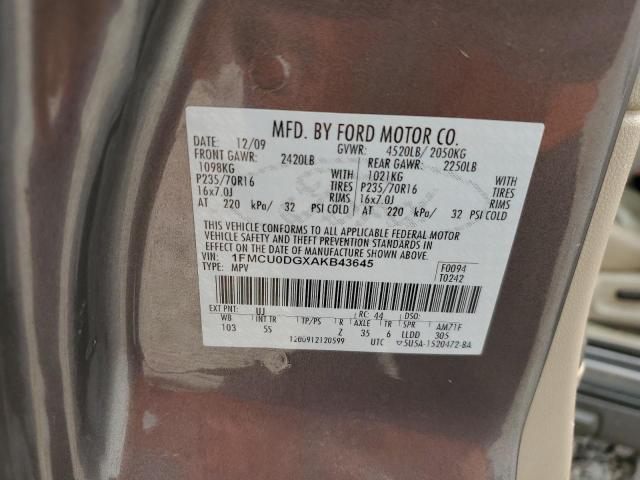 MFD. BY FORD MOTOR CO.
DATE: 12/09 GVWR: 4520LB/ 2050KG
FRONT GAWR: 2420LB REAR GAWR: 2250LB
1098KG WITH 1021KG WITH
P235/70R16 TIRES P235/70R16 TIRES
16x7.0J RIMS 16x7.0J RIMS
AT 220 kPa/ 32 PSI COLD AT 220 kPa/ 32 PSI COLD
THIS VEHICLE CONFORMS TO ALL APPLICABLE FEDERAL MOTOR
VEHICLE SAFETY AND THEFT PREVENTION STANDARDS IN
EFFECT ON THE DATE OF MANUFACTURE SHOWN ABOVE.
VIN: 1FMCU0DGXAKB43645 F0094
TYPE: MPV T0242
EXT PNT: UJ RC: 44 DSO:
WB INT TR TP/PS R AXLE TR SPR AM71F
103 5S Z 35 6 LLDD 305
UTC 5U5A-1520472-BA